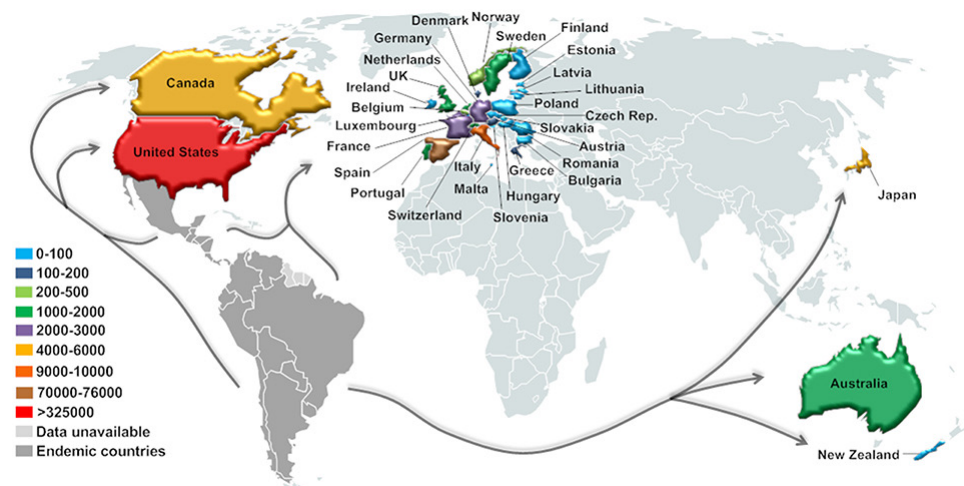 Denmark
Norway
Germany
Sweden
Finland
Netherlands
Estonia
UK
Latvia
Ireland
Lithuania
Belgium
Poland
Luxembourg
Czech Rep.
France
Slovakia
Spain
Austria
Portugal
Italy
Romania
Malta
Greece
Bulgaria
Switzerland
Hungary
Slovenia
Canada
United States
Japan
0-100
100-200
200-500
1000-2000
2000-3000
4000-6000
9000-10000
70000-76000
>325000
Data unavailable
Endemic countries
Australia
New Zealand